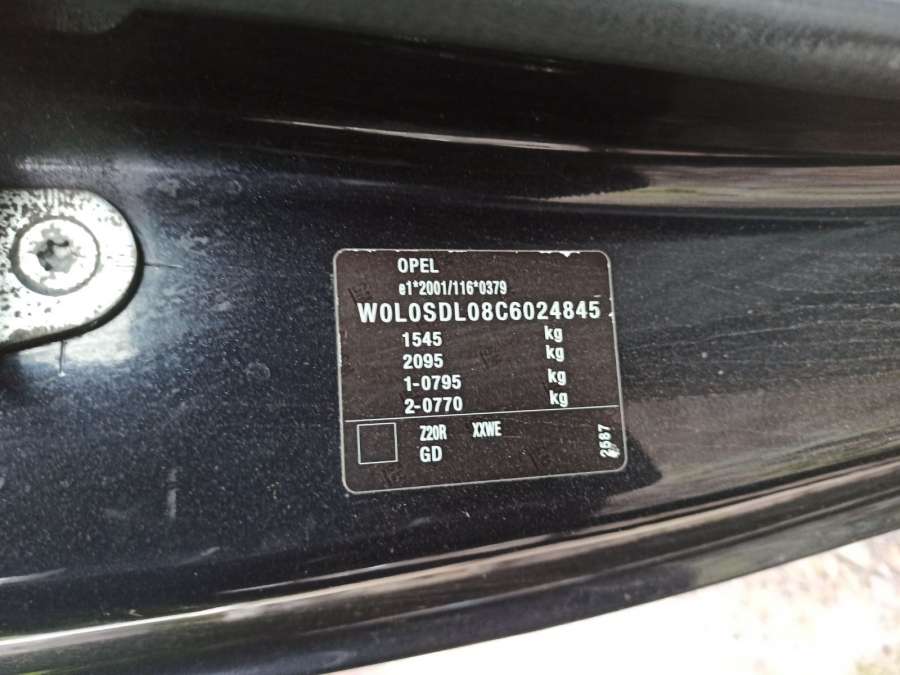 OPEL
e1*2001/116*0379
W0L0SDL08C6024845
1545 kg
2095 kg
1-0795 kg
2-0770 kg
Z20R XXWE
GD
2587